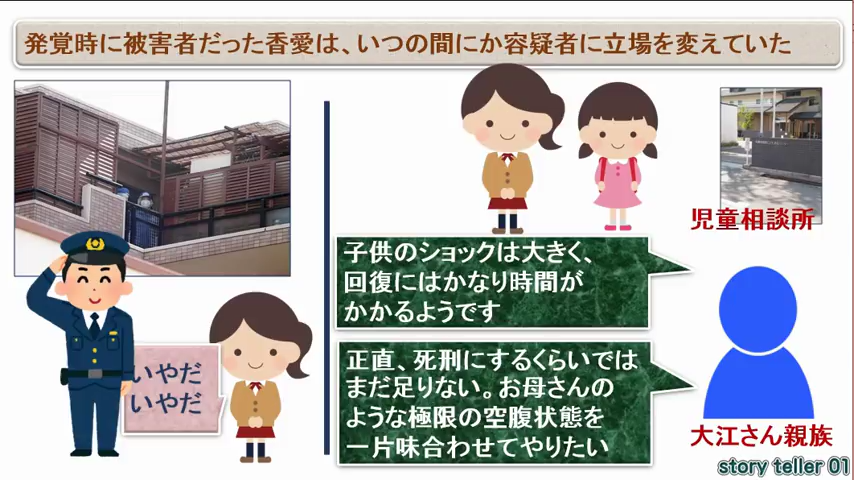 発覚時に被害者だった香愛は、いつの間にか容疑者に立場を変えていた
いやだ
いやだ
児童相談所
子供のショックは大きく、
回復にはかなり時間が
かかるようです
正直、死刑にするくらいでは
まだ足りない。お母さんの
ような極限の空腹状態を
一片味合わせてやりたい
大江さん親族
story teller 01